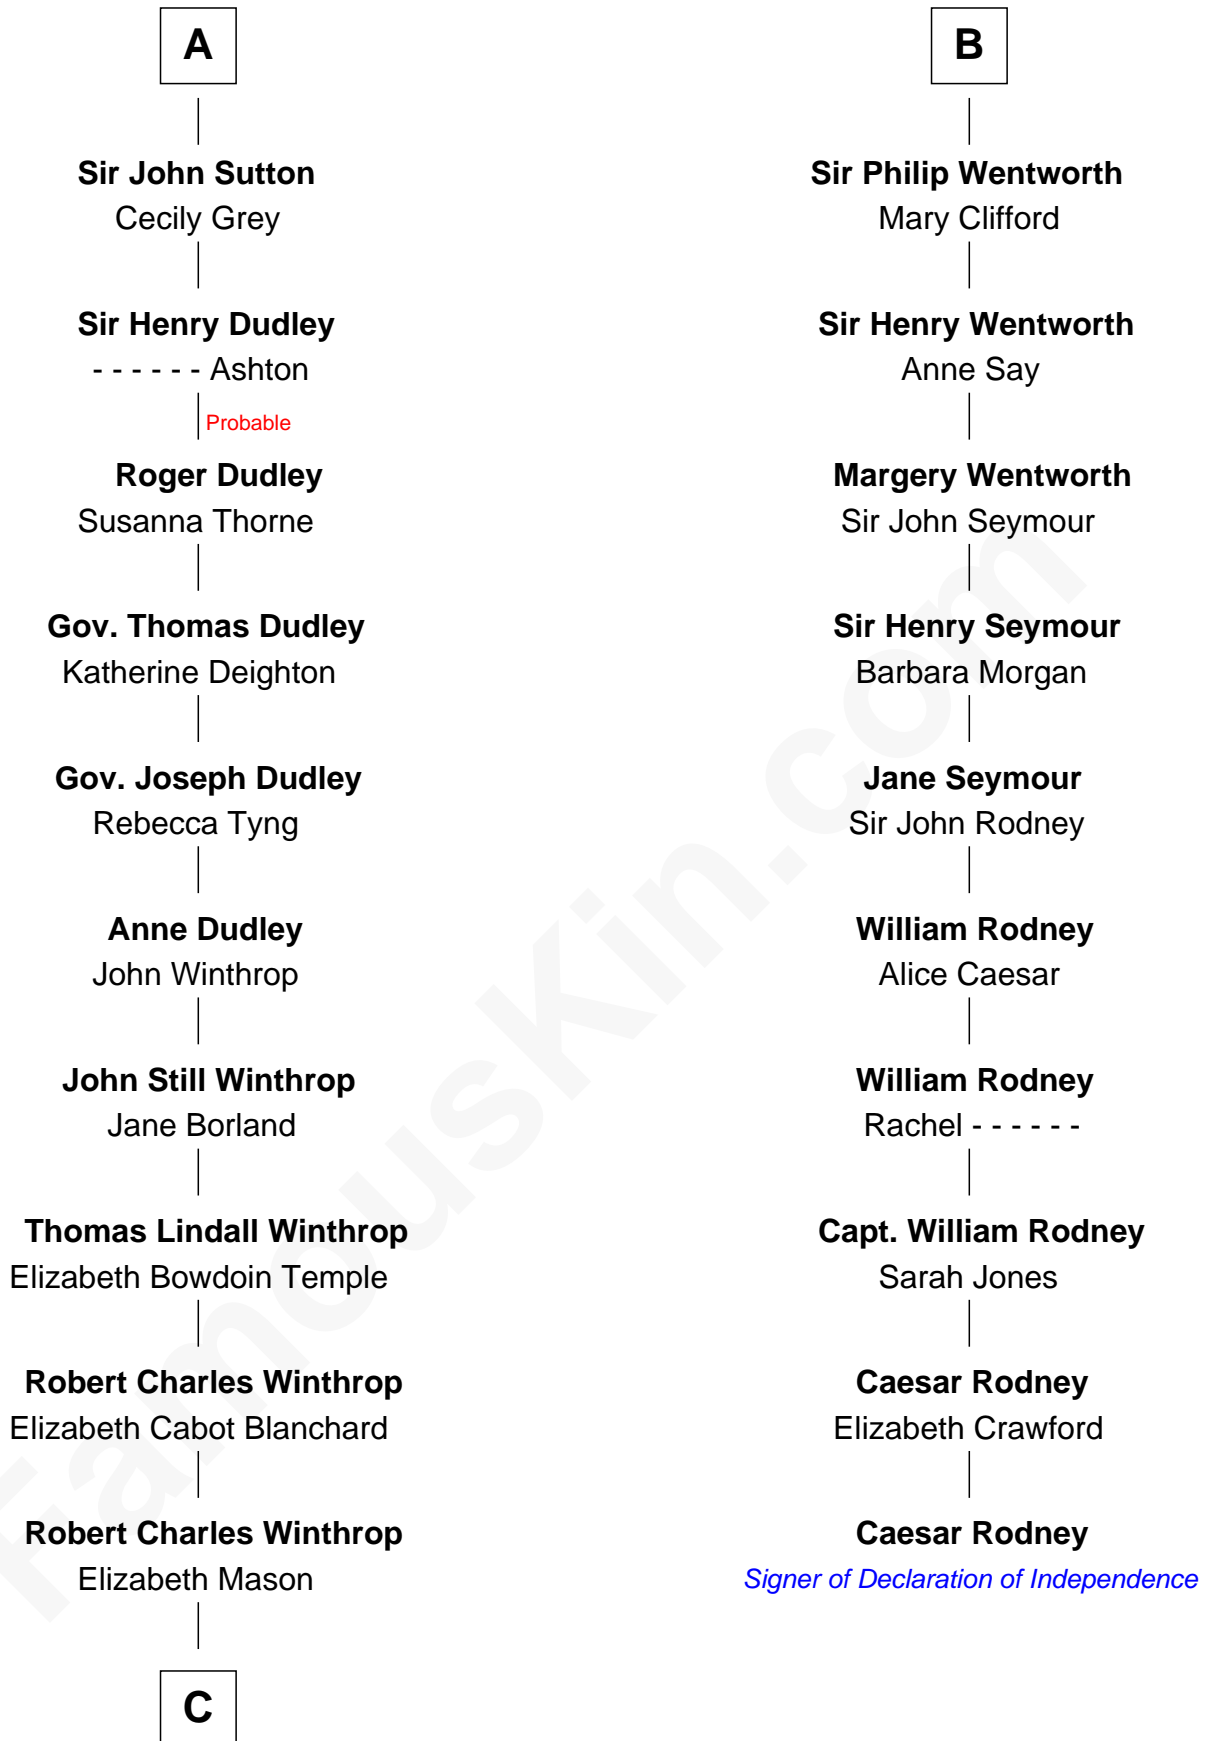 A
Sir John Sutton
Cecily Grey
Sir Henry Dudley
- - - - - - Ashton
Probable
Roger Dudley
Susanna Thorne
Gov. Thomas Dudley
Katherine Deighton
Gov. Joseph Dudley
Rebecca Tyng
Anne Dudley
John Winthrop
John Still Winthrop
Jane Borland
Thomas Lindall Winthrop
Elizabeth Bowdoin Temple
Robert Charles Winthrop
Elizabeth Cabot Blanchard
Robert Charles Winthrop
Elizabeth Mason
C
B
Sir Philip Wentworth
Mary Clifford
Sir Henry Wentworth
Anne Say
Margery Wentworth
Sir John Seymour
Sir Henry Seymour
Barbara Morgan
Jane Seymour
Sir John Rodney
William Rodney
Alice Caesar
William Rodney
Rachel - - - - - -
Capt. William Rodney
Sarah Jones
Caesar Rodney
Elizabeth Crawford
Caesar Rodney
Signer of Declaration of Independence
FamousKin.com